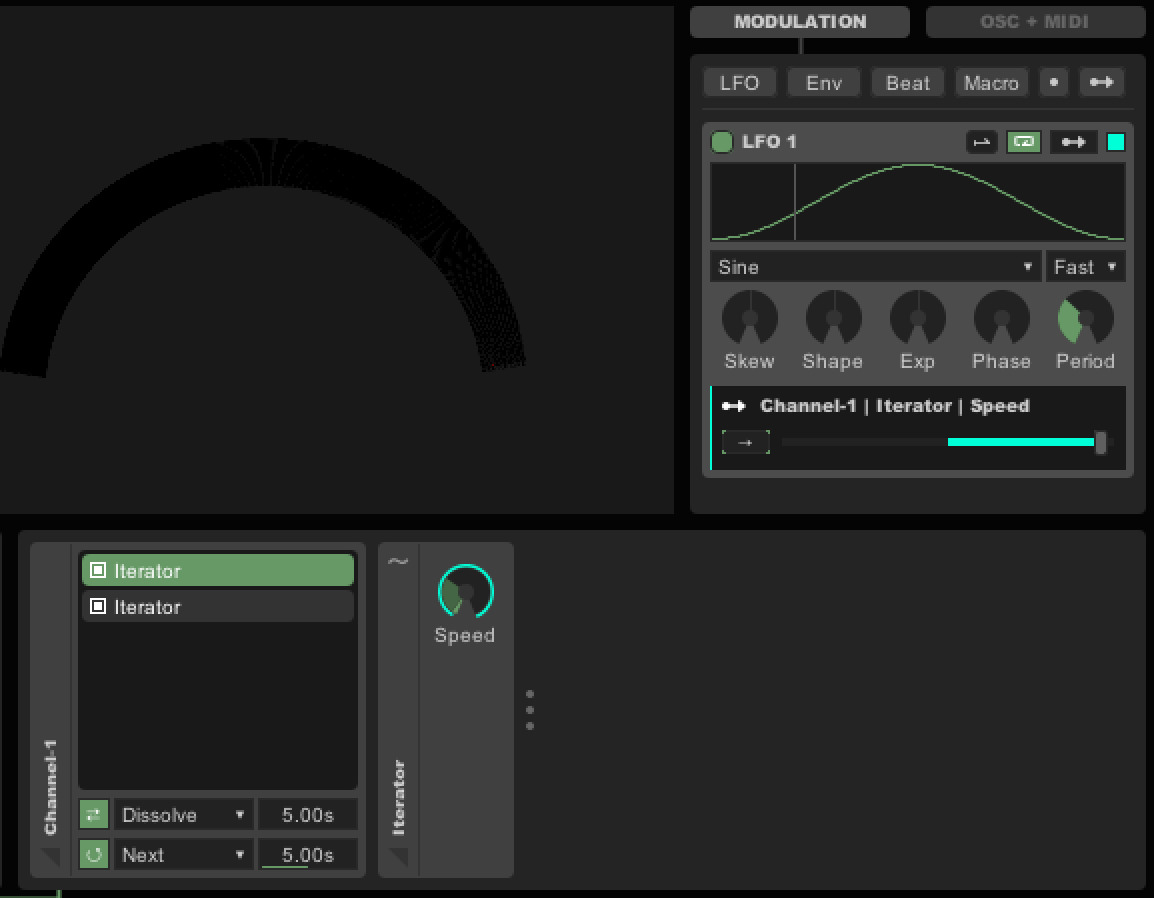 MODULATION
OSC + MIDI
LFO
Env
Beat
Macro
LFO 1
Sine
Fast
Skew
Shape
Exp
Phase
Period
Channel-1 | Iterator | Speed
Iterator
Iterator
Speed
Channel-1
Iterator
Dissolve
5.00s
Next
5.00s